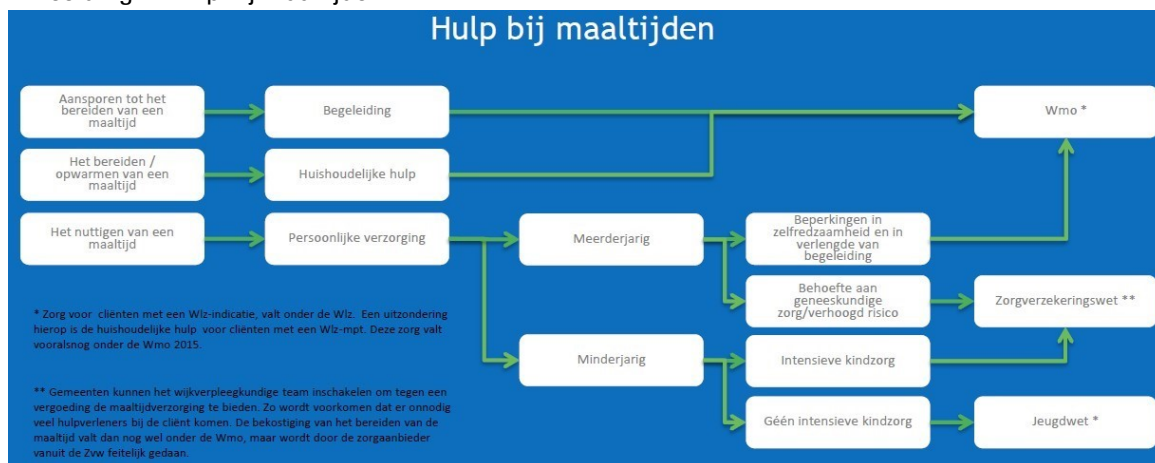 Hulp bij maaltijden
Aansporen tot het
bereiden van een
maaltijd
Begeleiding
Wmo *
Het bereiden /
opwarmen van een
maaltijd
Huishoudelijke hulp
Het nuttigen van een
maaltijd
Persoonlijke verzorging
Meerderjarig
Beperkingen in
zelfredzaamheid en in
verlengde van
begeleiding
Behoefte aan
geneeskundige
zorg/verhoogd risico
Zorgverzekeringswet **
Minderjarig
Intensieve kindzorg
Géén intensieve kindzorg
Jeugdwet *
* Zorg voor cliënten met een Wlz-indicatie, valt onder de Wlz. Een uitzondering
hierop is de huishoudelijke hulp voor cliënten met een Wlz-mpt. Deze zorg valt
vooralsnog onder de Wmo 2015.
** Gemeenten kunnen het wijkverpleegkundige team inschakelen om tegen een
vergoeding de maaltijdverzorging te bieden. Zo wordt voorkomen dat er onnodig
veel hulpverleners bij de cliënt komen. De bekostiging van het bereiden van de
maaltijd valt dan nog wel onder de Wmo, maar wordt door de zorgaanbieder
vanuit de Zvw feitelijk gedaan.